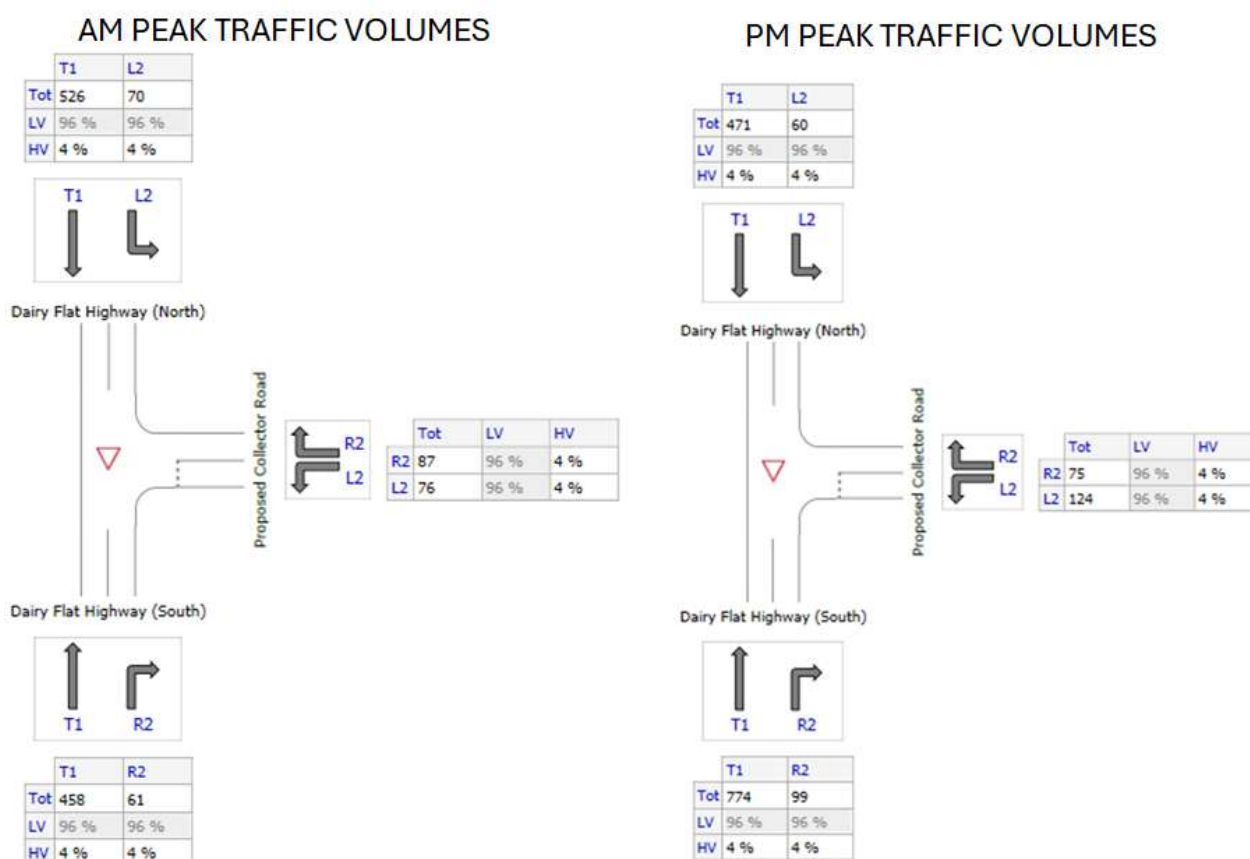 AM PEAK TRAFFIC VOLUMES
T1 L2
Tot 526 70
LV 96 % 96 %
HV 4 % 4 %
T1 L2
Dairy Flat Highway (North)
Proposed Collector Road
R2
L2
Tot LV HV
R2 87 96 % 4 %
L2 76 96 % 4 %
Dairy Flat Highway (South)
T1 R2
T1 R2
Tot 458 61
LV 96 % 96 %
HV 4 % 4 %
PM PEAK TRAFFIC VOLUMES
T1 L2
Tot 471 60
LV 96 % 96 %
HV 4 % 4 %
T1 L2
Dairy Flat Highway (North)
Proposed Collector Road
R2
L2
Tot LV HV
R2 75 96 % 4 %
L2 124 96 % 4 %
Dairy Flat Highway (South)
T1 R2
T1 R2
Tot 774 99
LV 96 % 96 %
HV 4 % 4 %